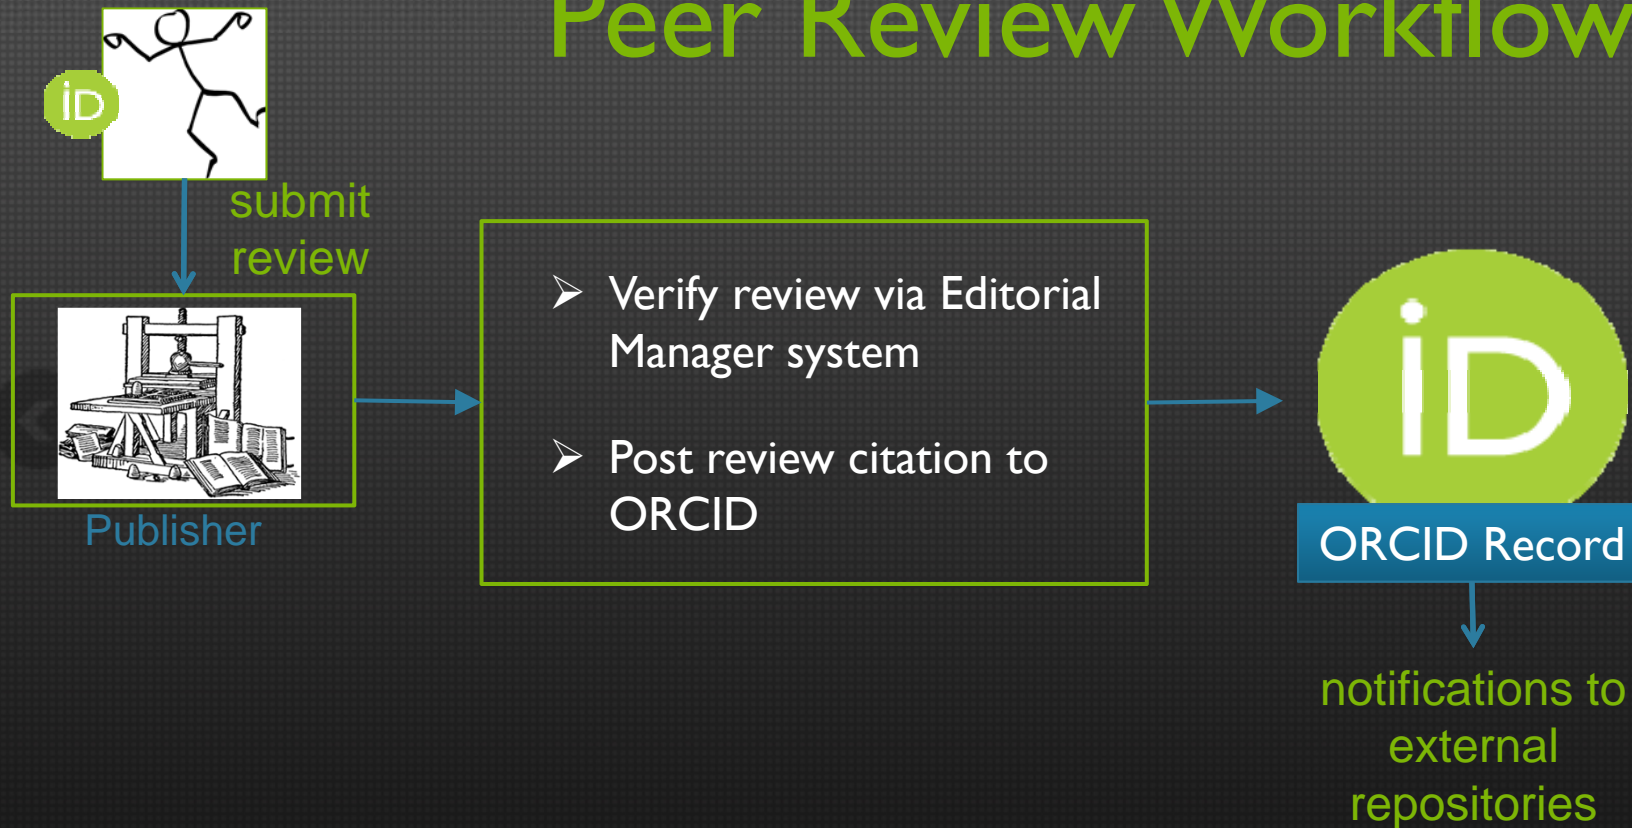 Peer Review Workflow
iD
submit
review
Publisher
➢ Verify review via Editorial
Manager system
➢ Post review citation to
ORCID
iD
ORCID Record
notifications to
external
repositories